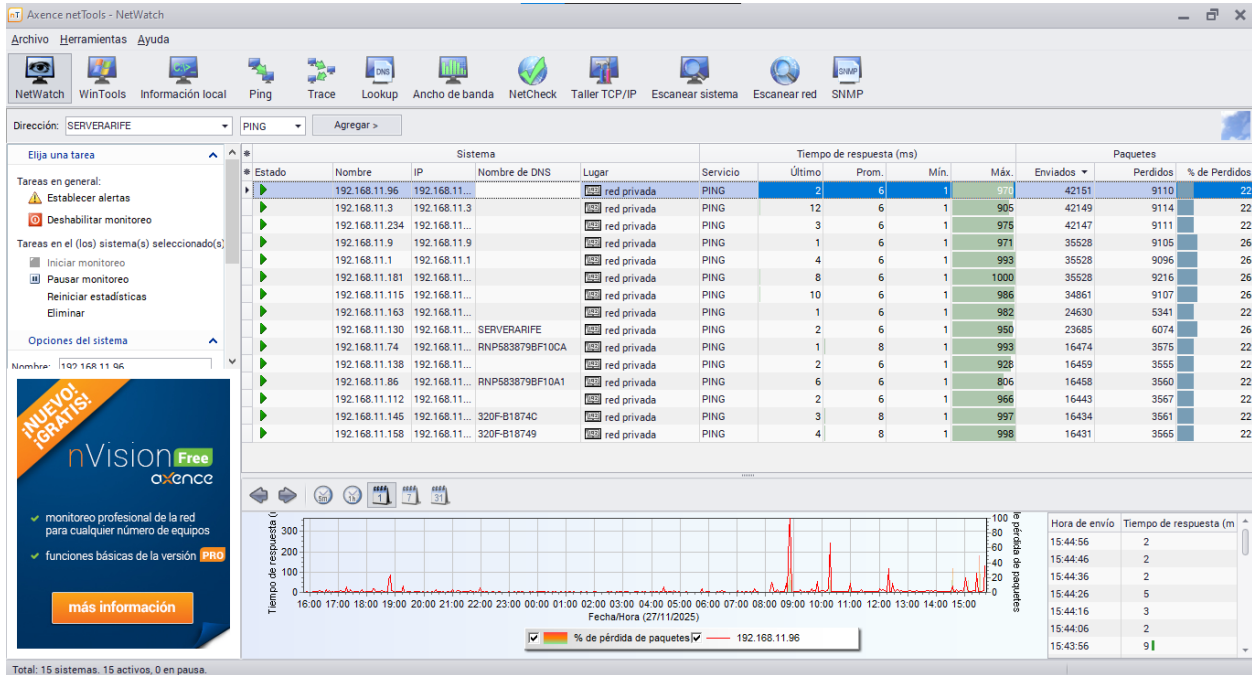 nT Axence netTools - NetWatch
Archivo Herramientas Ayuda
NetWatch WinTools Información local Ping Trace Lookup Ancho de banda NetCheck Taller TCP/IP Escanear sistema Escanear red SNMP
Dirección: SERVERARIFE PING Agregar >
Elija una tarea
Tareas en general:
Establecer alertas
Deshabilitar monitoreo
Tareas en el (los) sistema(s) seleccionado(s)
Iniciar monitoreo
Pausar monitoreo
Reiniciar estadísticas
Eliminar
Opciones del sistema
Nombre: 192.168.11.96
¡NUEVO!
¡GRATIS!
nVision Free
axence
monitoreo profesional de la red
para cualquier número de equipos
funciones básicas de la versión PRO
más información
Sistema Tiempo de respuesta (ms) Paquetes
Estado Nombre IP Nombre de DNS Lugar Servicio Último Prom. Mín. Máx. Enviados Perdidos % de Perdidos
192.168.11.96 192.168.11... red privada PING 2 6 1 970 42151 9110 22
192.168.11.3 192.168.11.3 red privada PING 12 6 1 905 42149 9114 22
192.168.11.234 192.168.11... red privada PING 3 6 1 975 42147 9111 22
192.168.11.9 192.168.11.9 red privada PING 1 6 1 971 35528 9105 26
192.168.11.1 192.168.11.1 red privada PING 4 6 1 993 35528 9096 26
192.168.11.181 192.168.11... red privada PING 8 6 1 1000 35528 9216 26
192.168.11.115 192.168.11... red privada PING 10 6 1 986 34861 9107 26
192.168.11.163 192.168.11... red privada PING 1 6 1 982 24630 5341 22
192.168.11.130 192.168.11... SERVERARIFE red privada PING 2 6 1 950 23685 6074 26
192.168.11.74 192.168.11... RNP583879BF10CA red privada PING 1 8 1 993 16474 3575 22
192.168.11.138 192.168.11... red privada PING 2 6 1 928 16459 3555 22
192.168.11.86 192.168.11... RNP583879BF10A1 red privada PING 6 6 1 806 16458 3560 22
192.168.11.112 192.168.11... red privada PING 2 6 1 966 16443 3567 22
192.168.11.145 192.168.11... 320F-B1874C red privada PING 3 8 1 997 16434 3561 22
192.168.11.158 192.168.11... 320F-B18749 red privada PING 4 8 1 998 16431 3565 22
5m 1h 1 7 31
Tiempo de respuesta (
300
200
100
0
100
80
60
40
20
0
le pérdida de paquetes
16:00 17:00 18:00 19:00 20:00 21:00 22:00 23:00 00:00 01:00 02:00 03:00 04:00 05:00 06:00 07:00 08:00 09:00 10:00 11:00 12:00 13:00 14:00 15:00
Fecha/Hora (27/11/2025)
% de pérdida de paquetes 192.168.11.96
Hora de envío Tiempo de respuesta (m
15:44:56 2
15:44:46 2
15:44:36 2
15:44:26 5
15:44:16 3
15:44:06 2
15:43:56 9
Total: 15 sistemas. 15 activos, 0 en pausa.